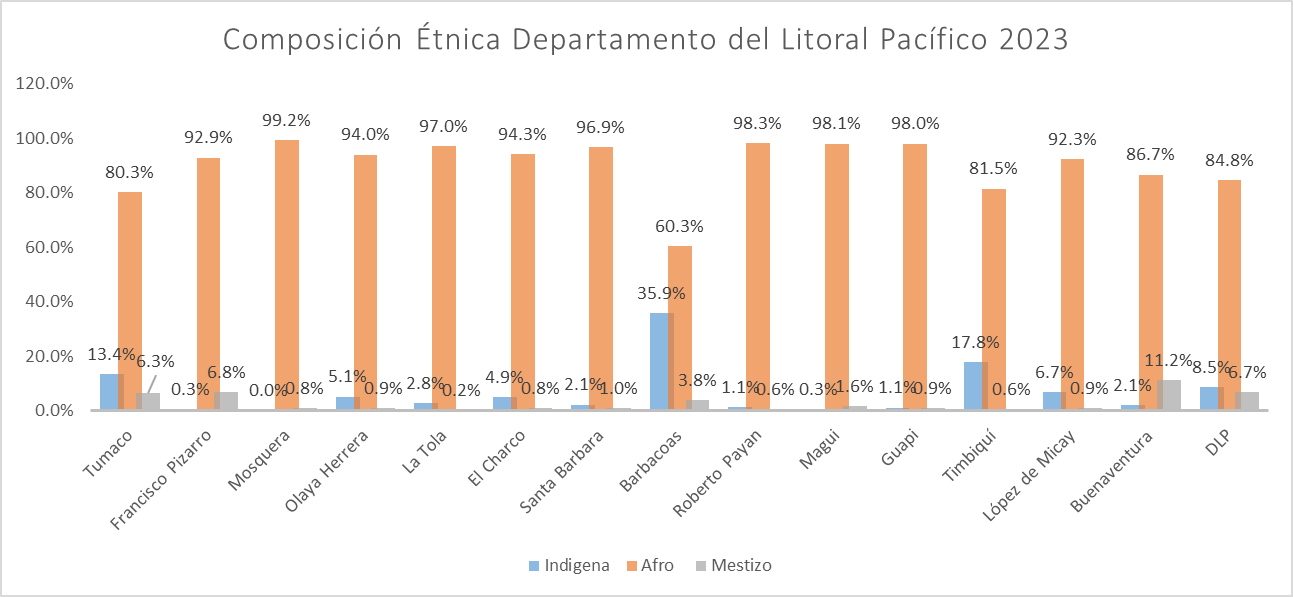 Composición Étnica Departamento del Litoral Pacífico 2023
120.0%
100.0%
80.0%
60.0%
40.0%
20.0%
0.0%
13.4% 80.3% 6.3%
0.3% 92.9% 6.8%
0.0% 99.2% 0.8%
5.1% 94.0% 0.9%
2.8% 97.0% 0.2%
4.9% 94.3% 0.8%
2.1% 96.9% 1.0%
35.9% 60.3% 3.8%
1.1% 98.3% 0.6%
0.3% 98.1% 1.6%
1.1% 98.0% 0.9%
17.8% 81.5% 0.6%
6.7% 92.3% 0.9%
2.1% 86.7% 11.2%
8.5% 84.8% 6.7%
Tumaco
Francisco Pizarro
Mosquera
Olaya Herrera
La Tola
El Charco
Santa Barbara
Barbacoas
Roberto Payan
Magui
Guapi
Timbiquí
López de Micay
Buenaventura
DLP
Indigena Afro Mestizo